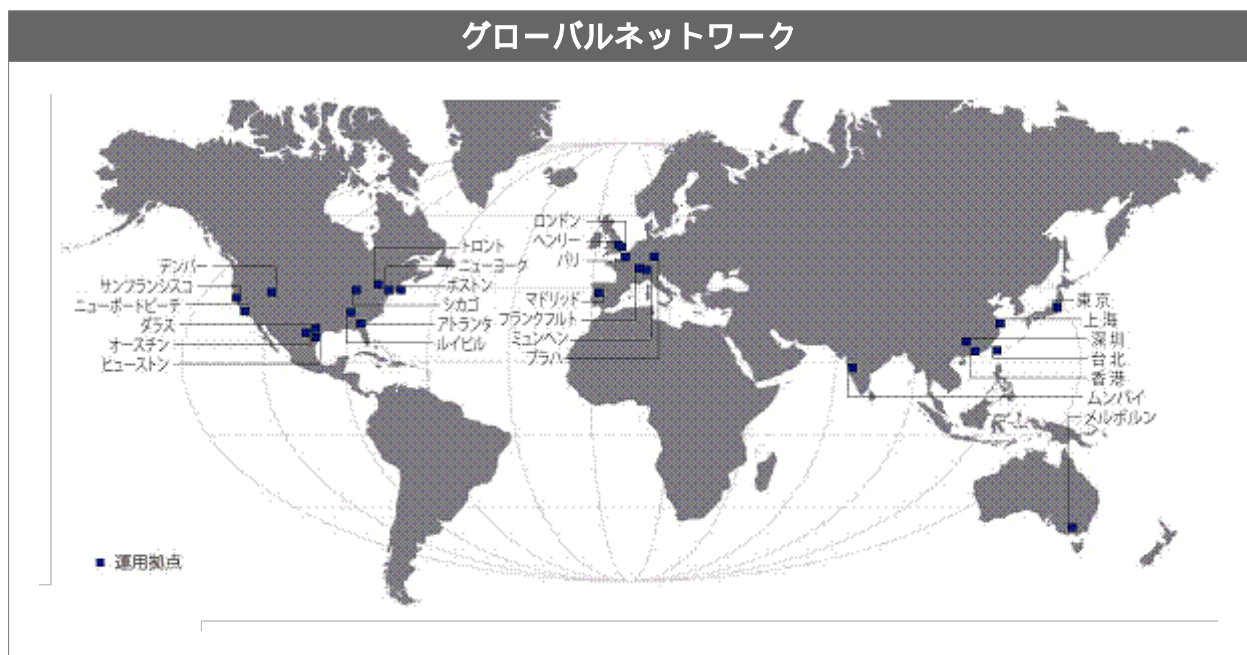 グローバルネットワーク
デンバー
サンフランシスコ
ニューポートビーチ
ダラス
オースチン
ヒューストン
トロント
ニューヨーク
ボストン
シカゴ
アトランタ
ルイビル
ロンドン
ヘンリー
パリ
マドリッド
フランクフルト
ミュンヘン
プラハ
東京
上海
深圳
台北
香港
ムンバイ
メルボルン
運用拠点